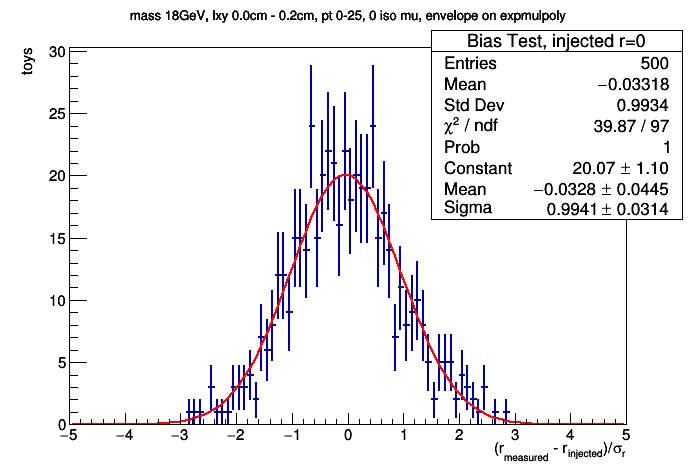 mass 18GeV, lxy 0.0cm - 0.2cm, pt 0-25, 0 iso mu, envelope on expmulpoly
Bias Test, injected r=0
Entries 500
Mean −0.03318
Std Dev 0.9934
χ² / ndf 39.87 / 97
Prob 1
Constant 20.07 ± 1.10
Mean −0.0328 ± 0.0445
Sigma 0.9941 ± 0.0314
toys
30
25
20
15
10
5
0
−5 −4 −3 −2 −1 0 1 2 3 4 5
(r_measured - r_injected)/σ_r